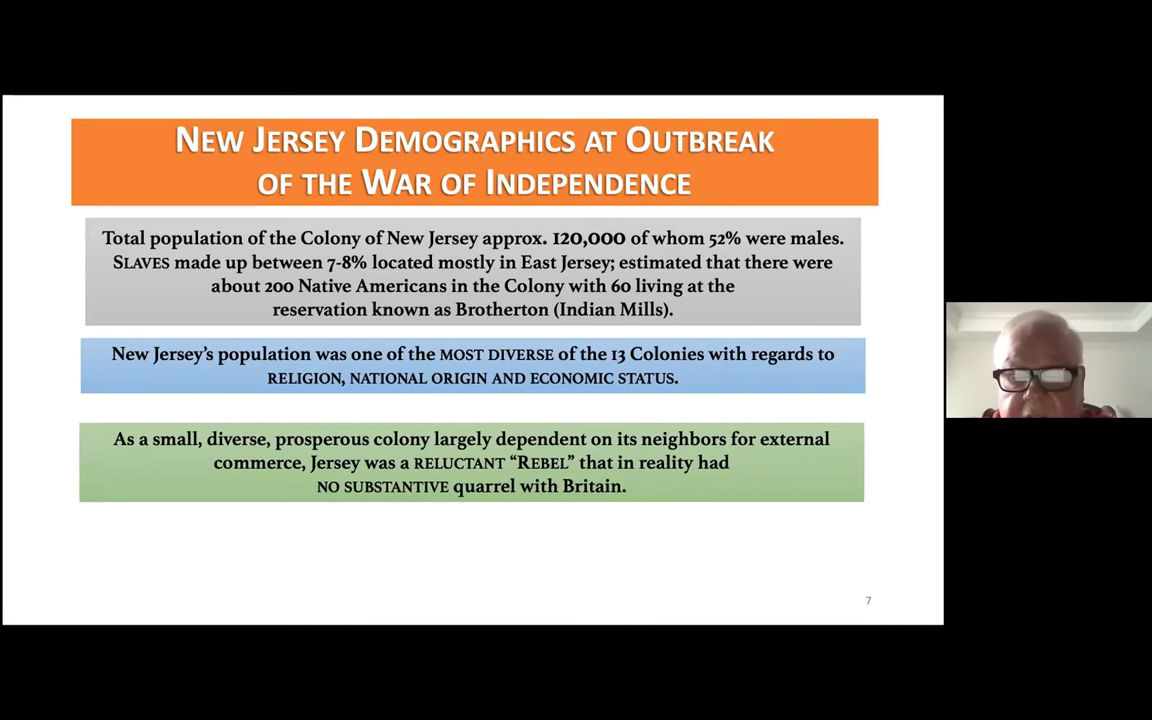 NEW JERSEY DEMOGRAPHICS AT OUTBREAK
OF THE WAR OF INDEPENDENCE
Total population of the Colony of New Jersey approx. 120,000 of whom 52% were males.
SLAVES made up between 7-8% located mostly in East Jersey; estimated that there were
about 200 Native Americans in the Colony with 60 living at the
reservation known as Brotherton (Indian Mills).
New Jersey's population was one of the MOST DIVERSE of the 13 Colonies with regards to
RELIGION, NATIONAL ORIGIN AND ECONOMIC STATUS.
As a small, diverse, prosperous colony largely dependent on its neighbors for external
commerce, Jersey was a RELUCTANT “REBEL” that in reality had
NO SUBSTANTIVE quarrel with Britain.
7